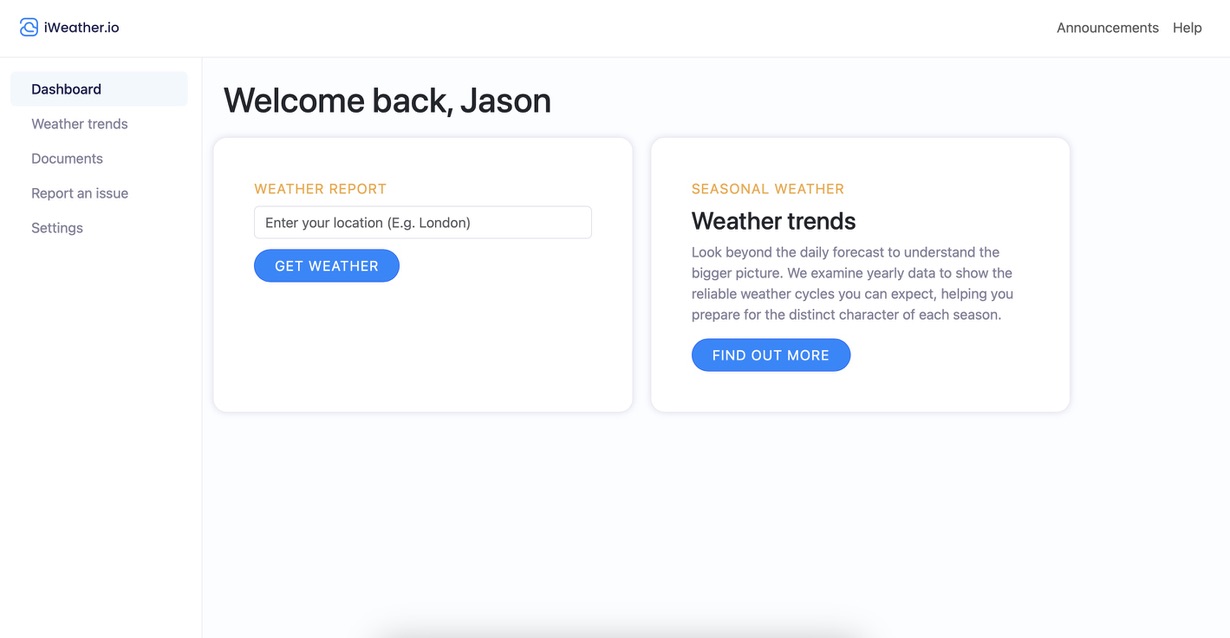 iWeather.io
Announcements
Help
Dashboard
Weather trends
Documents
Report an issue
Settings
Welcome back, Jason
WEATHER REPORT
Enter your location (E.g. London)
GET WEATHER
SEASONAL WEATHER
Weather trends
Look beyond the daily forecast to understand the
bigger picture. We examine yearly data to show the
reliable weather cycles you can expect, helping you
prepare for the distinct character of each season.
FIND OUT MORE